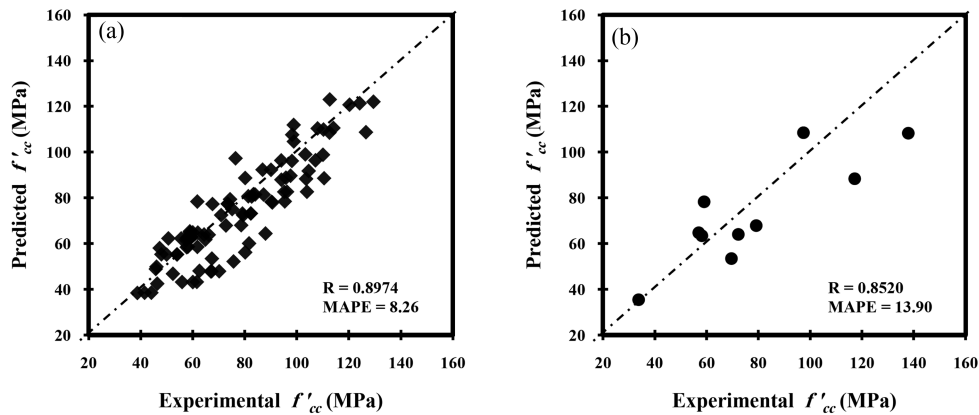 (a)
160
140
120
100
80
60
40
20
Predicted f′cc (MPa)
R = 0.8974
MAPE = 8.26
20 40 60 80 100 120 140 160
Experimental f′cc (MPa)
(b)
160
140
120
100
80
60
40
20
Predicted f′cc (MPa)
R = 0.8520
MAPE = 13.90
20 40 60 80 100 120 140 160
Experimental f′cc (MPa)